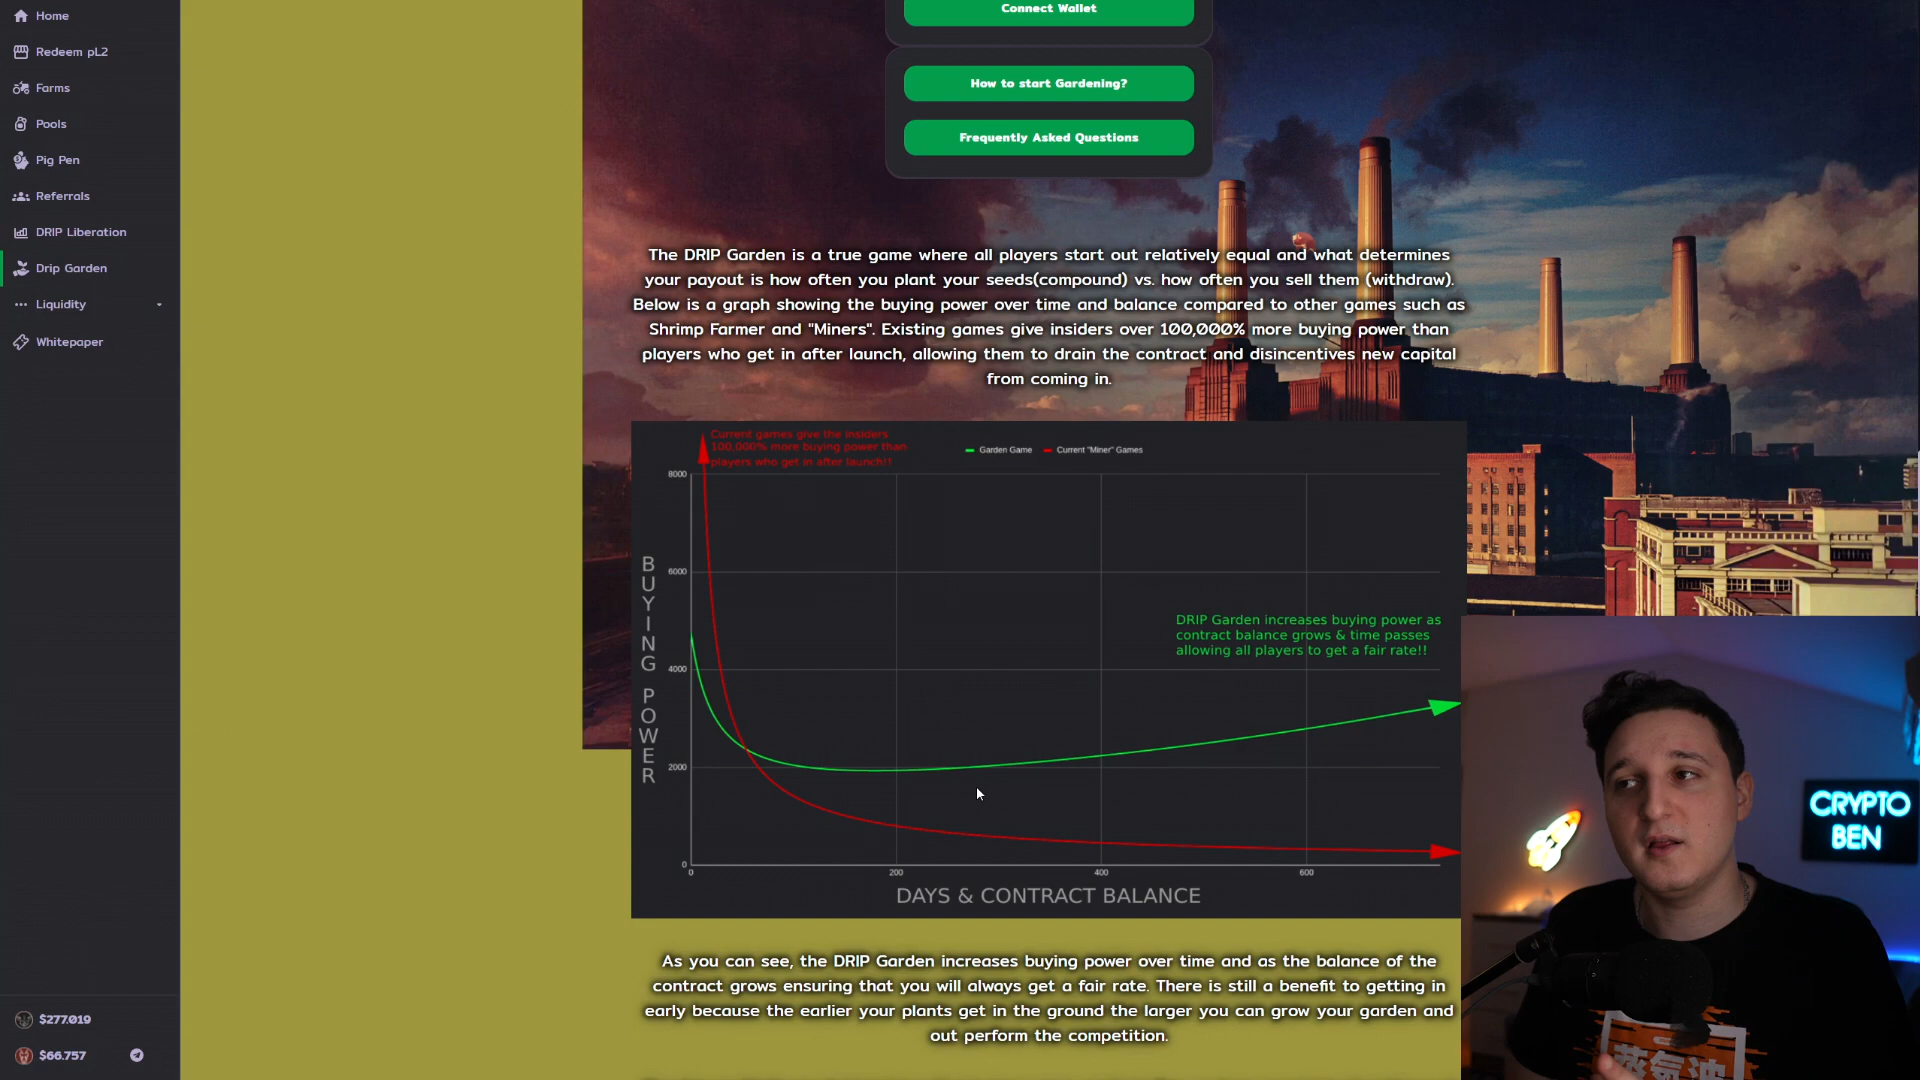 Home
Redeem pL2
Farms
Pools
Pig Pen
Referrals
DRIP Liberation
Drip Garden
Liquidity
Whitepaper
$277.019
$66.757
Connect Wallet
How to start Gardening?
Frequently Asked Questions
The DRIP Garden is a true game where all players start out relatively equal and what determines
your payout is how often you plant your seeds(compound) vs. how often you sell them (withdraw).
Below is a graph showing the buying power over time and balance compared to other games such as
Shrimp Farmer and "Miners". Existing games give insiders over 100,000% more buying power than
players who get in after launch, allowing them to drain the contract and disincentives new capital
from coming in.
Current games give the insiders
100,000% more buying power than
players who get in after launch!!
Garden Game
Current "Miner" Games
8000
6000
4000
2000
0
BUYING POWER
DRIP Garden increases buying power as
contract balance grows & time passes
allowing all players to get a fair rate!!
0
200
400
600
DAYS & CONTRACT BALANCE
As you can see, the DRIP Garden increases buying power over time and as the balance of the
contract grows ensuring that you will always get a fair rate. There is still a benefit to getting in
early because the earlier your plants get in the ground the larger you can grow your garden and
out perform the competition.
CRYPTO
BEN